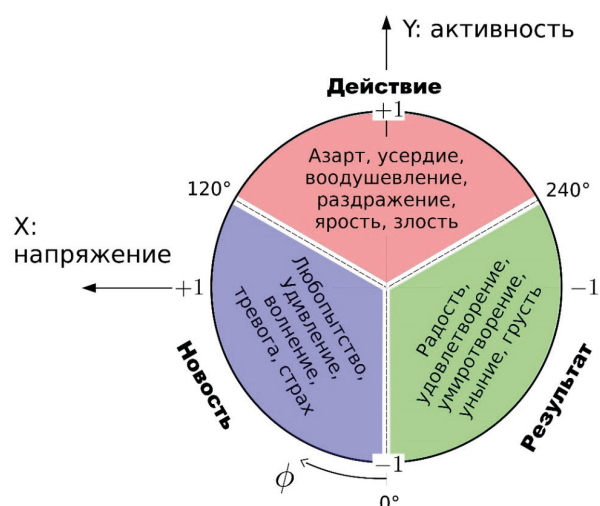 Y: активность
Действие
+1
Азарт, усердие,
воодушевление,
раздражение,
ярость, злость
120°
240°
X:
напряжение
+1
−1
Любопытство,
Удивление,
волнение,
тревога, страх
Радость,
удовлетворение,
умиротворение,
уныние, грусть
Новость
Результат
−1
ϕ
0°